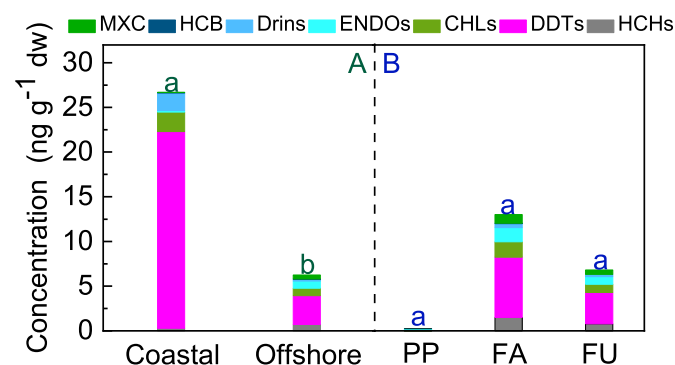 MXC HCB Drins ENDOs CHLs DDTs HCHs
Concentration (ng g⁻¹ dw)
30
25
20
15
10
5
0
A B
a
b
a
a
a
Coastal Offshore PP FA FU